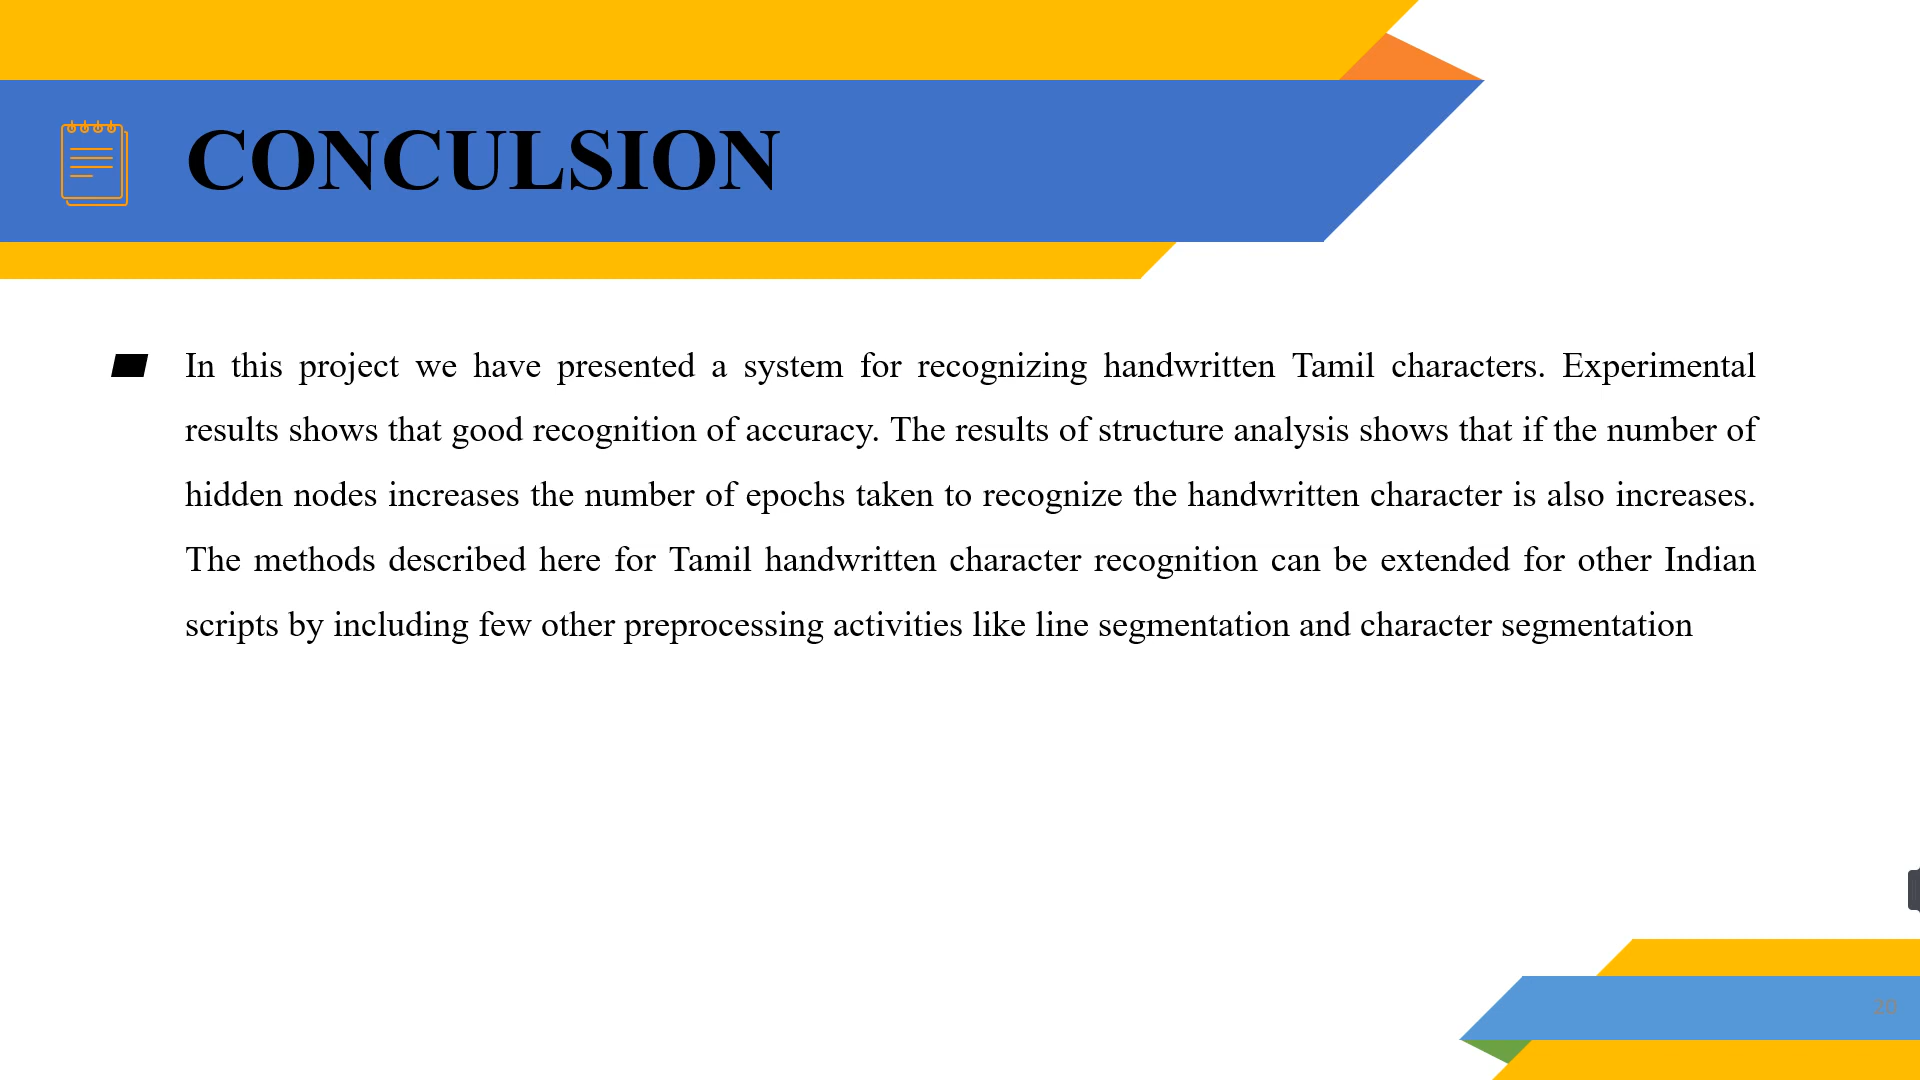 CONCULSION
In this project we have presented a system for recognizing handwritten Tamil characters. Experimental
results shows that good recognition of accuracy. The results of structure analysis shows that if the number of
hidden nodes increases the number of epochs taken to recognize the handwritten character is also increases.
The methods described here for Tamil handwritten character recognition can be extended for other Indian
scripts by including few other preprocessing activities like line segmentation and character segmentation
20